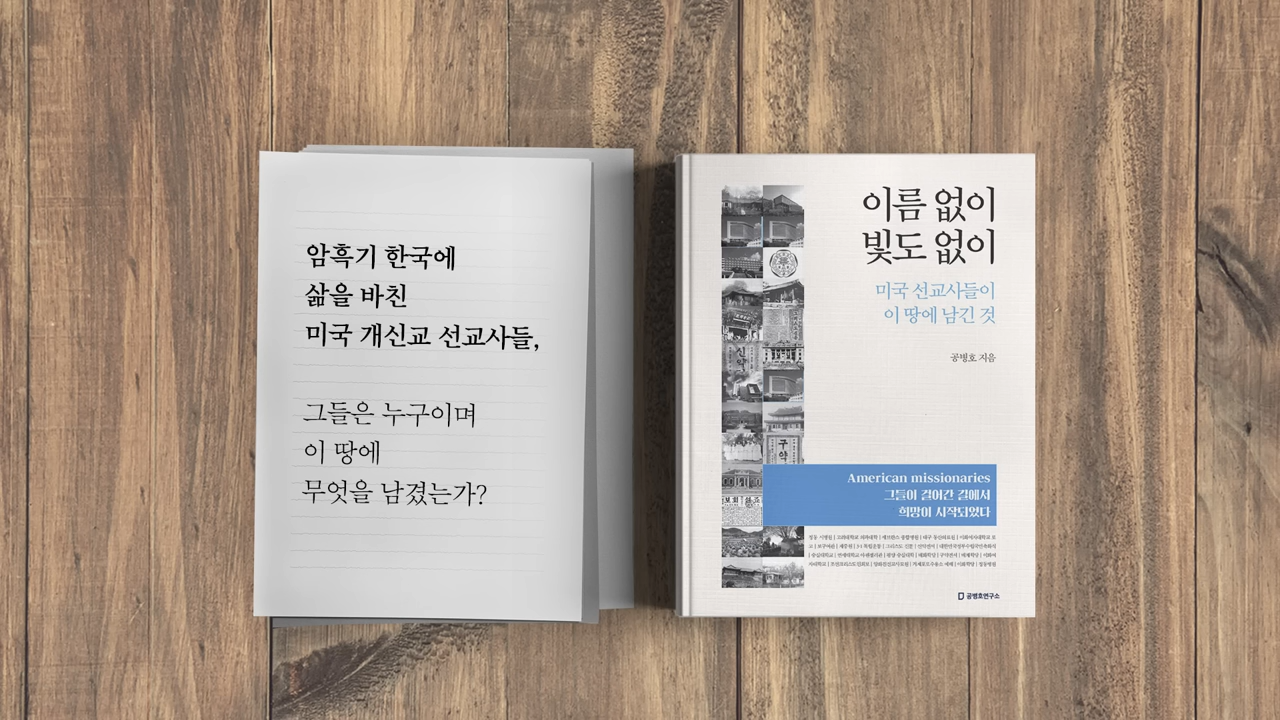 암흑기 한국에
삶을 바친
미국 개신교 선교사들,
그들은 누구이며
이 땅에
무엇을 남겼는가?
이름 없이
빛도 없이
미국 선교사들이
이 땅에 남긴 것
공병호 지음
신약
구약
American missionaries
그들이 걸어간 길에서
희망이 시작되었다
공병호연구소